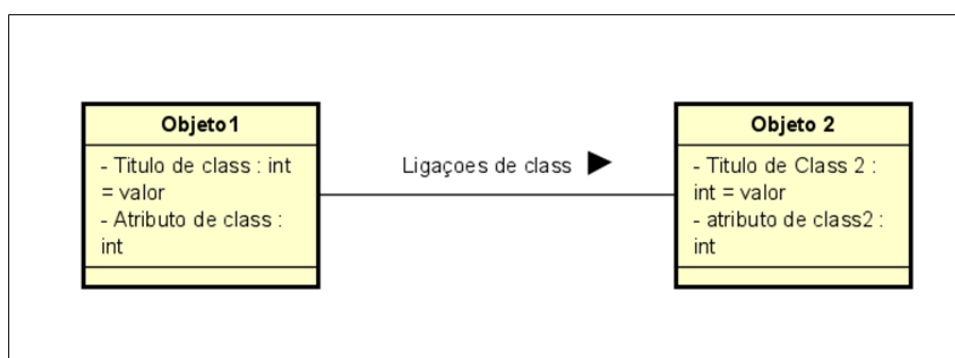 Objeto1
- Titulo de class : int
= valor
- Atributo de class :
int
Ligaçoes de class
Objeto 2
- Titulo de Class 2 :
int = valor
- atributo de class2 :
int